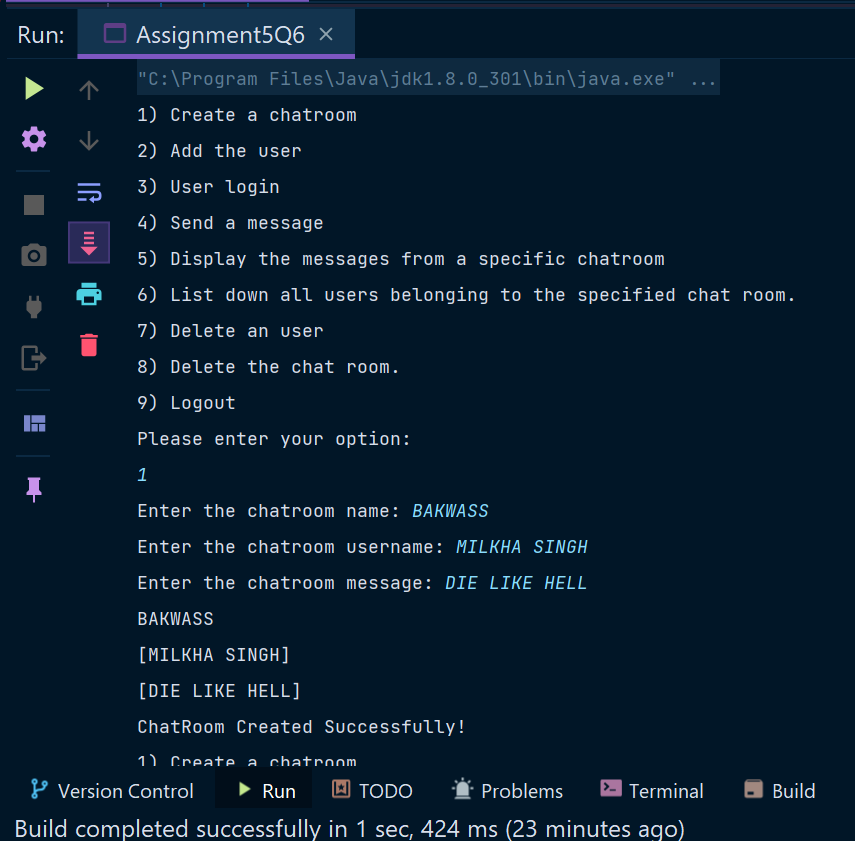 Run: Assignment5Q6
"C:\Program Files\Java\jdk1.8.0_301\bin\java.exe" ...
1) Create a chatroom
2) Add the user
3) User login
4) Send a message
5) Display the messages from a specific chatroom
6) List down all users belonging to the specified chat room.
7) Delete an user
8) Delete the chat room.
9) Logout
Please enter your option:
1
Enter the chatroom name: BAKWASS
Enter the chatroom username: MILKHA SINGH
Enter the chatroom message: DIE LIKE HELL
BAKWASS
[MILKHA SINGH]
[DIE LIKE HELL]
ChatRoom Created Successfully!
1) Create a chatroom
Version Control Run TODO Problems Terminal Build
Build completed successfully in 1 sec, 424 ms (23 minutes ago)